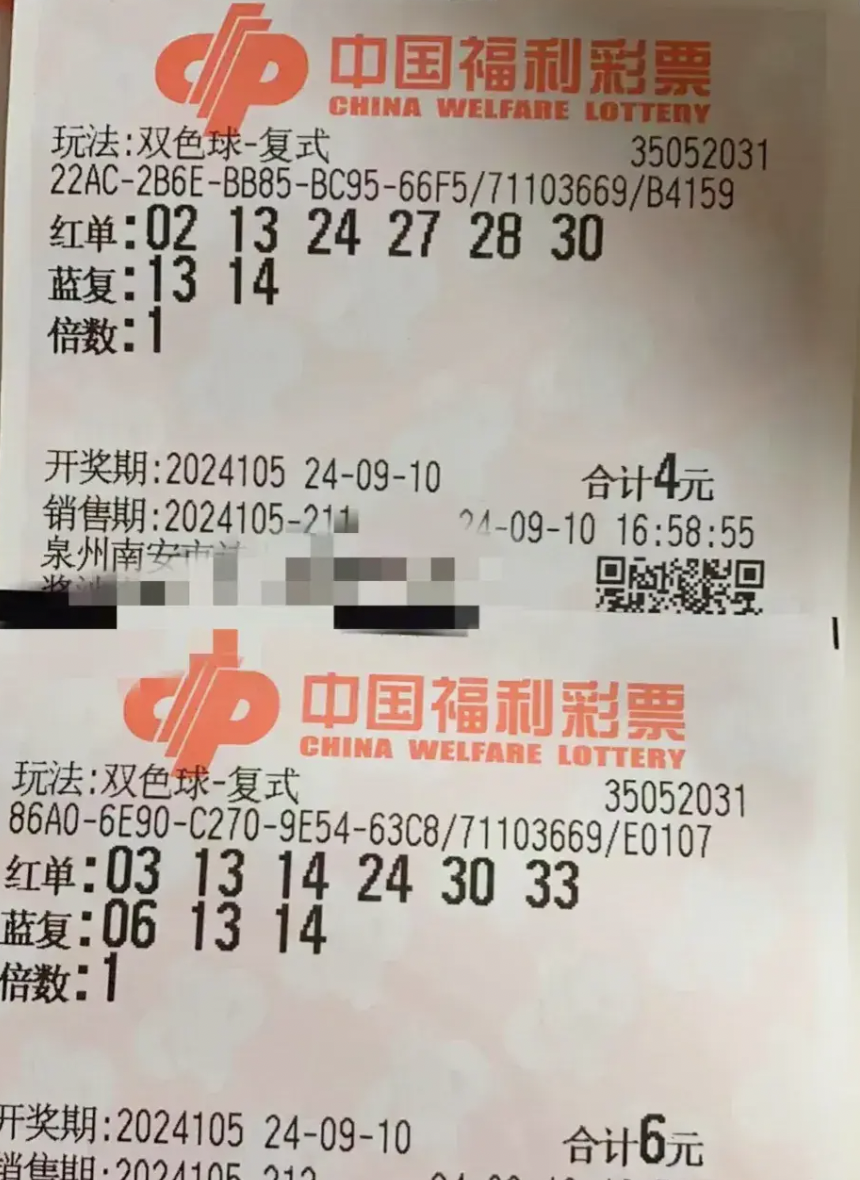 中国福利彩票
CHINA WELFARE LOTTERY
玩法:双色球-复式 35052031
22AC-2B6E-BB85-BC95-66F5/71103669/B4159
红单:02 13 24 27 28 30
蓝复:13 14
倍数:1
开奖期:2024105 24-09-10 合计4元
销售期:2024105-211 24-09-10 16:58:55
泉州南安市
中国福利彩票
CHINA WELFARE LOTTERY
玩法:双色球-复式 35052031
86A0-6E90-C270-9E54-63C8/71103669/E0107
红单:03 13 14 24 30 33
蓝复:06 13 14
倍数:1
开奖期:2024105 24-09-10 合计6元
销售期:2024105-212